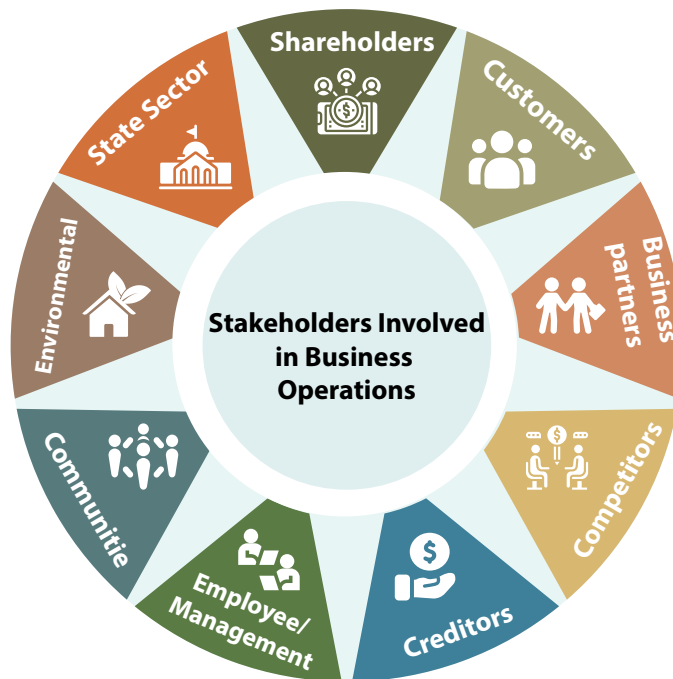 Shareholders
Customers
Business
partners
Competitors
Creditors
Employee/
Management
Communitie
Environmental
State Sector
Stakeholders Involved
in Business
Operations